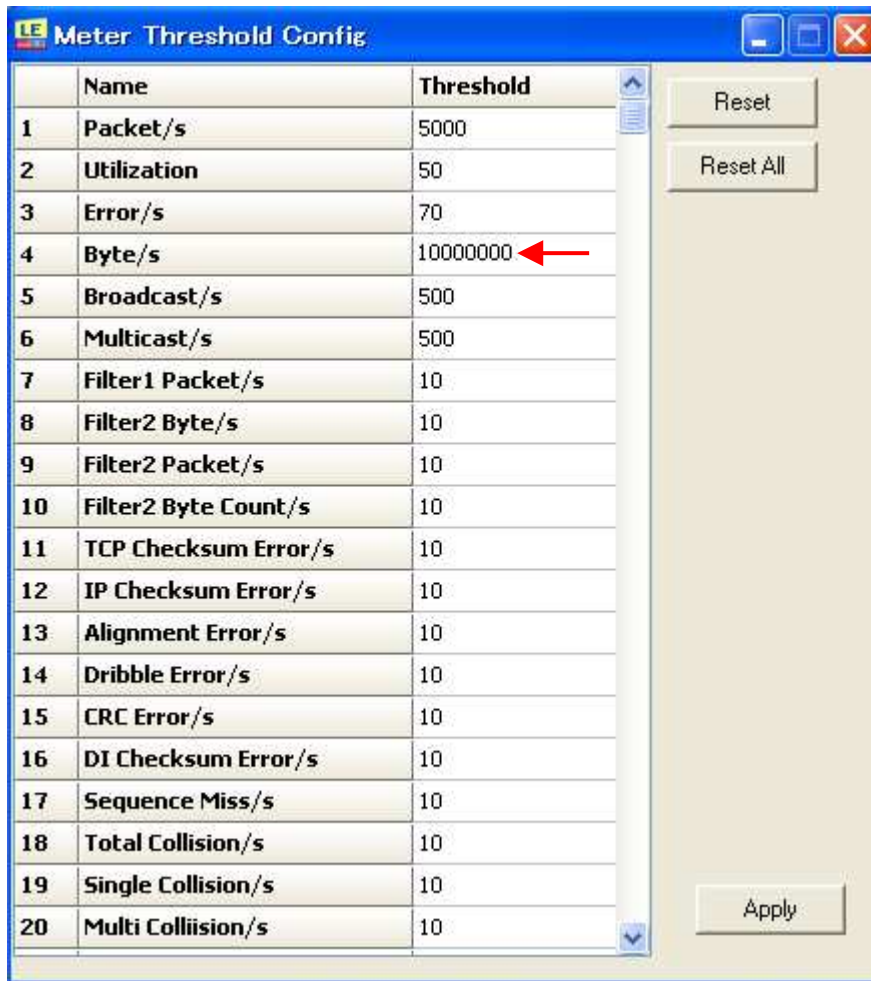 LE Meter Threshold Config
Name Threshold
1 Packet/s 5000
2 Utilization 50
3 Error/s 70
4 Byte/s 10000000
5 Broadcast/s 500
6 Multicast/s 500
7 Filter1 Packet/s 10
8 Filter2 Byte/s 10
9 Filter2 Packet/s 10
10 Filter2 Byte Count/s 10
11 TCP Checksum Error/s 10
12 IP Checksum Error/s 10
13 Alignment Error/s 10
14 Dribble Error/s 10
15 CRC Error/s 10
16 DI Checksum Error/s 10
17 Sequence Miss/s 10
18 Total Collision/s 10
19 Single Collision/s 10
20 Multi Colliision/s 10
Reset
Reset All
Apply